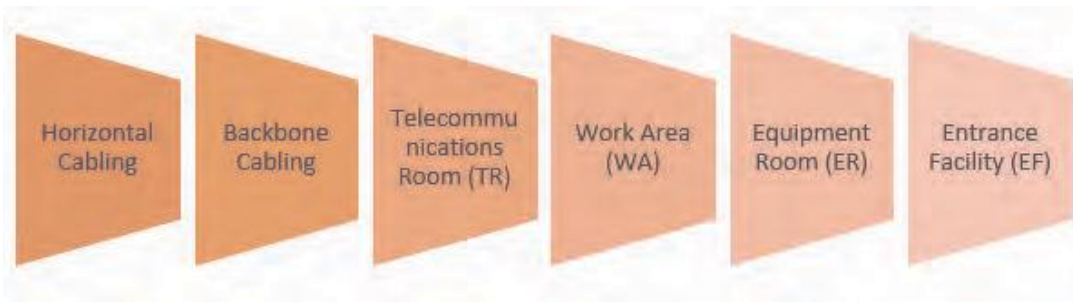 Horizontal
Cabling
Backbone
Cabling
Telecommu
nications
Room (TR)
Work Area
(WA)
Equipment
Room (ER)
Entrance
Facility (EF)